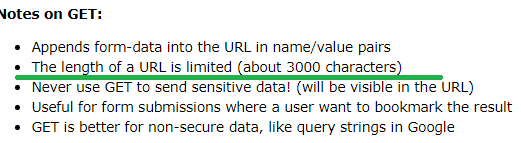 Notes on GET:
Appends form-data into the URL in name/value pairs
The length of a URL is limited (about 3000 characters)
Never use GET to send sensitive data! (will be visible in the URL)
Useful for form submissions where a user want to bookmark the result
GET is better for non-secure data, like query strings in Google